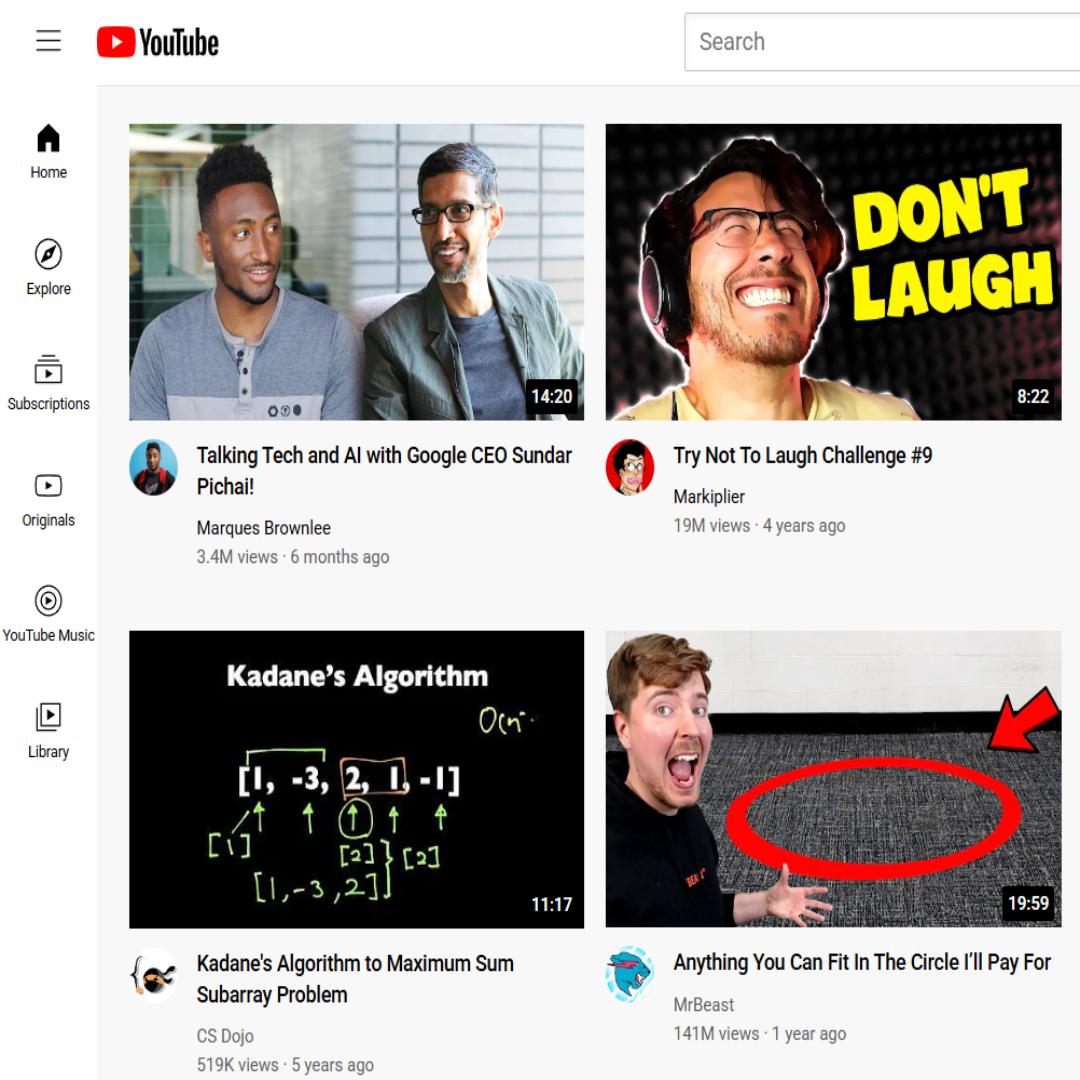 YouTube
Search
Home
Explore
Subscriptions
Originals
YouTube Music
Library
14:20
Talking Tech and AI with Google CEO Sundar
Pichai!
Marques Brownlee
3.4M views · 6 months ago
DON'T
LAUGH
8:22
Try Not To Laugh Challenge #9
Markiplier
19M views · 4 years ago
Kadane's Algorithm
[1, -3, 2, 1, -1]
[1]
[2] } [2]
[1, -3, 2]
11:17
Kadane's Algorithm to Maximum Sum
Subarray Problem
CS Dojo
519K views · 5 years ago
19:59
Anything You Can Fit In The Circle I’ll Pay For
MrBeast
141M views · 1 year ago